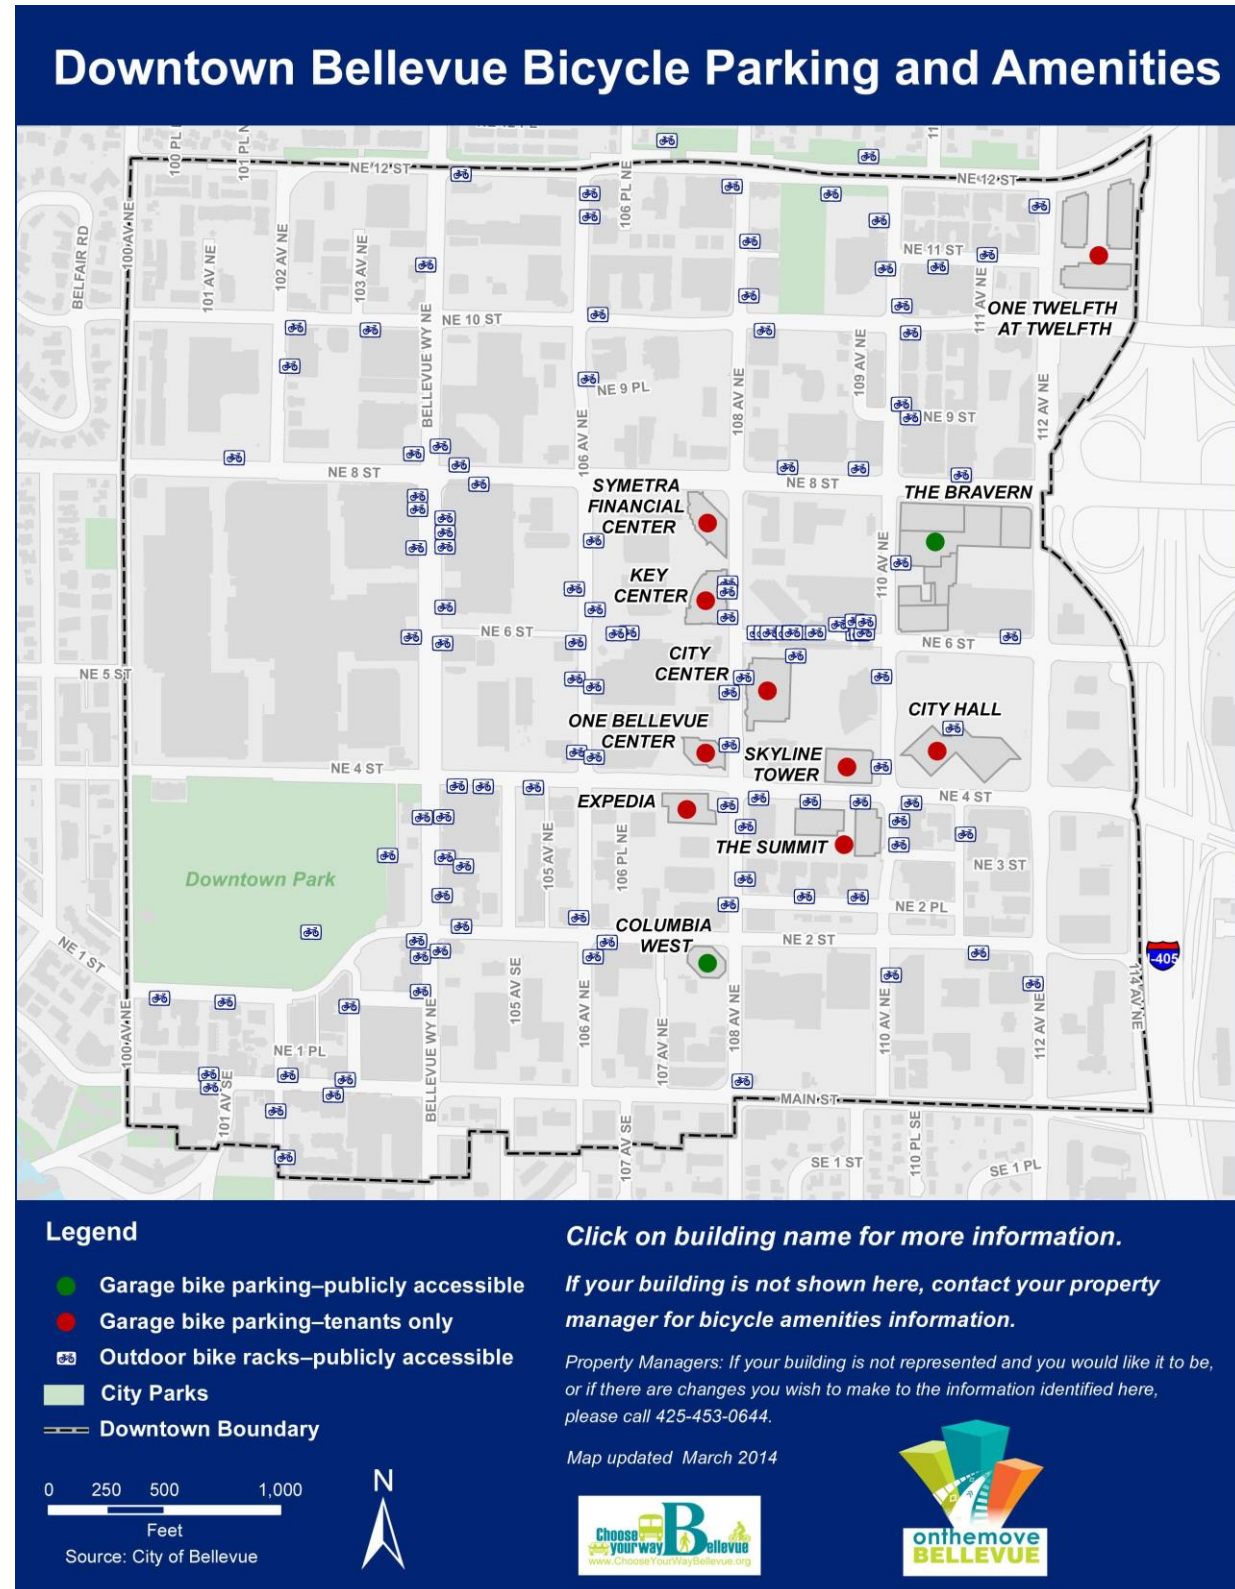 Downtown Bellevue Bicycle Parking and Amenities
NE 12 ST
NE 12 ST
106 PL NE
100 AV NE
BELFAIR RD
101 AV NE
102 AV NE
103 AV NE
BELLEVUE WY NE
NE 10 ST
NE 11 ST
111 AV NE
ONE TWELFTH
AT TWELFTH
NE 9 PL
106 AV NE
108 AV NE
109 AV NE
NE 9 ST
112 AV NE
NE 8 ST
NE 8 ST
SYMETRA
FINANCIAL
CENTER
THE BRAVERN
110 AV NE
KEY
CENTER
NE 6 ST
NE 6 ST
CITY
CENTER
NE 5 ST
CITY HALL
ONE BELLEVUE
CENTER
SKYLINE
TOWER
NE 4 ST
NE 4 ST
EXPEDIA
105 AV NE
106 PL NE
THE SUMMIT
NE 3 ST
Downtown Park
NE 2 PL
COLUMBIA
WEST
NE 2 ST
NE 1 ST
I-405
114 AV NE
100 AV NE
105 AV SE
106 AV NE
107 AV NE
108 AV NE
110 AV NE
112 AV NE
BELLEVUE WY NE
NE 1 PL
101 AV SE
MAIN ST
107 AV SE
SE 1 ST
110 PL SE
SE 1 PL
Legend
Garage bike parking–publicly accessible
Garage bike parking–tenants only
Outdoor bike racks–publicly accessible
City Parks
Downtown Boundary
0 250 500 1,000
Feet
Source: City of Bellevue
N
Click on building name for more information.
If your building is not shown here, contact your property
manager for bicycle amenities information.
Property Managers: If your building is not represented and you would like it to be,
or if there are changes you wish to make to the information identified here,
please call 425-453-0644.
Map updated March 2014
Choose
your way
Bellevue
www.ChooseYourWayBellevue.org
onthemove
BELLEVUE